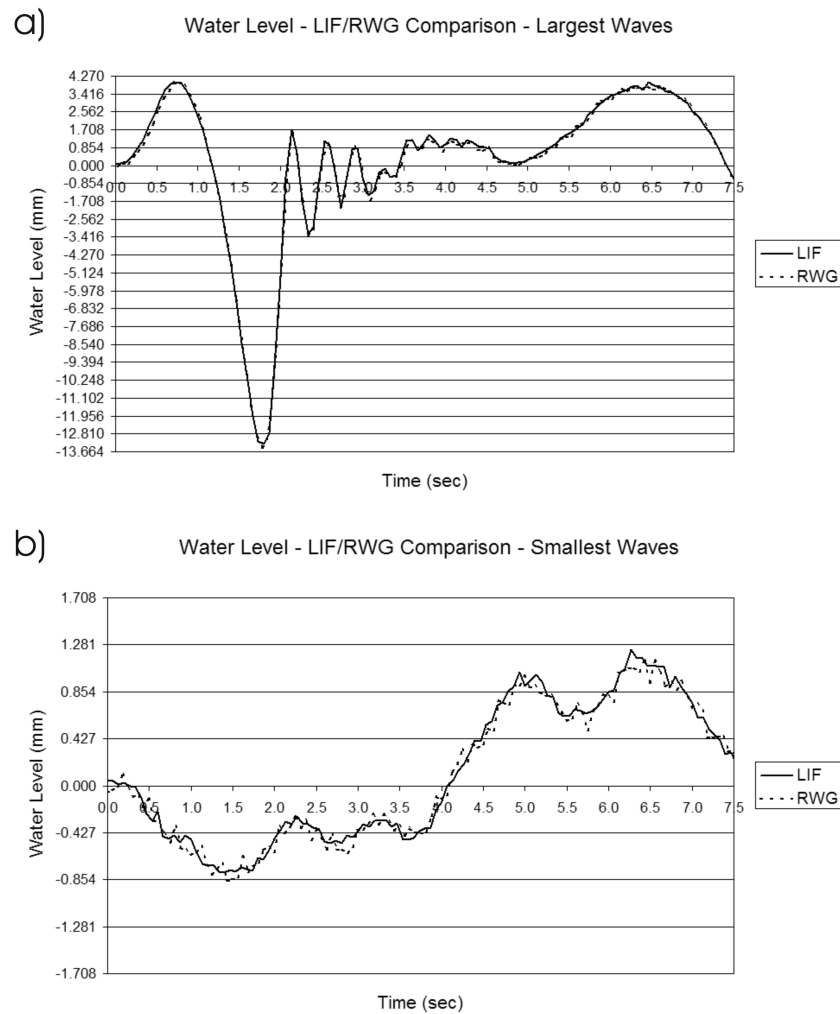 a)
Water Level - LIF/RWG Comparison - Largest Waves
4.270
3.416
2.562
1.708
0.854
0.000
-0.854
-1.708
-2.562
-3.416
-4.270
-5.124
-5.978
-6.832
-7.686
-8.540
-9.394
-10.248
-11.102
-11.956
-12.810
-13.664
0.0 0.5 1.0 1.5 2.0 2.5 3.0 3.5 4.0 4.5 5.0 5.5 6.0 6.5 7.0 7.5
Water Level (mm)
Time (sec)
LIF
RWG
b)
Water Level - LIF/RWG Comparison - Smallest Waves
1.708
1.281
0.854
0.427
0.000
-0.427
-0.854
-1.281
-1.708
0.0 0.5 1.0 1.5 2.0 2.5 3.0 3.5 4.0 4.5 5.0 5.5 6.0 6.5 7.0 7.5
Water Level (mm)
Time (sec)
LIF
RWG